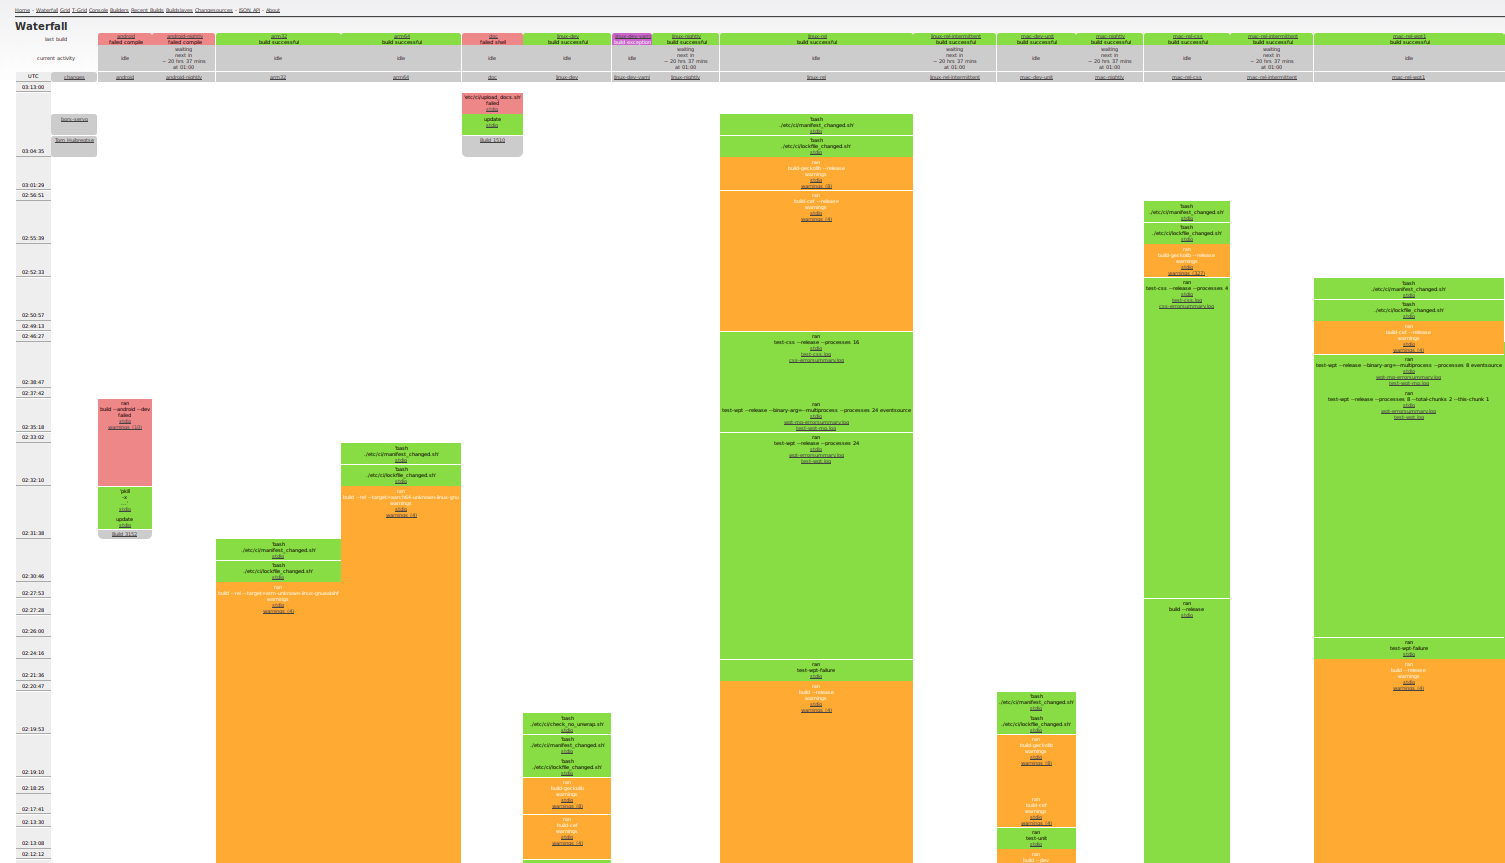 Home - Waterfall Grid T-Grid Console Builders Recent Builds Buildslaves Changesources - JSON API - About
Waterfall
last build
android failed compile
android-nightly failed compile
arm32 build successful
arm64 build successful
doc failed shell
linux-dev build successful
build exception
linux-nightly build successful
linux-rel build successful
linux-rel-intermittent build successful
mac-dev-unit build successful
mac-nightly build successful
mac-rel-css build successful
mac-rel-intermittent build successful
mac-rel-wpt1 build successful
current activity
idle
waiting next in ~ 20 hrs 37 mins at 01:00
idle
idle
idle
idle
idle
waiting next in ~ 20 hrs 37 mins at 01:00
idle
waiting next in ~ 20 hrs 37 mins at 01:00
idle
waiting next in ~ 20 hrs 37 mins at 01:00
idle
waiting next in ~ 20 hrs 37 mins at 01:00
idle
UTC
changes
android
android-nightly
arm32
arm64
doc
linux-dev
linux-dev-yaml
linux-nightly
linux-rel
linux-rel-intermittent
mac-dev-unit
mac-nightly
mac-rel-css
mac-rel-intermittent
mac-rel-wpt1
03:13:00
03:04:35
03:01:29
02:56:51
02:55:39
02:52:33
02:50:57
02:49:13
02:46:27
02:38:47
02:37:42
02:35:18
02:33:02
02:32:10
02:31:38
02:30:46
02:27:53
02:27:28
02:26:00
02:24:16
02:21:36
02:20:47
02:19:53
02:19:10
02:18:25
02:17:41
02:13:30
02:13:08
02:12:12
bors-servo
Tom Hubregtse
ran
build --android --dev
failed
stdio
warnings (10)
'pkill
-x
...'
stdio
update
stdio
Build 3152
'bash
./etc/ci/manifest_changed.sh'
stdio
'bash
./etc/ci/lockfile_changed.sh'
stdio
ran
warnings
stdio
warnings (4)
'bash
./etc/ci/manifest_changed.sh'
stdio
'bash
./etc/ci/lockfile_changed.sh'
stdio
ran
build --rel --target=aarch64-unknown-linux-gnu
warnings
stdio
warnings (4)
'etc/ci/upload_docs.sh'
failed
stdio
update
stdio
Build 1510
'bash
./etc/ci/check_no_unwrap.sh'
stdio
'bash
./etc/ci/manifest_changed.sh'
stdio
'bash
./etc/ci/lockfile_changed.sh'
stdio
ran
build-geckolib
warnings
stdio
warnings (8)
ran
build-cef
warnings
stdio
warnings (4)
'bash
./etc/ci/manifest_changed.sh'
stdio
'bash
./etc/ci/lockfile_changed.sh'
stdio
ran
build-geckolib --release
warnings
stdio
warnings (8)
ran
build-cef --release
warnings
stdio
warnings (4)
ran
test-css --release --processes 16
stdio
test-css.log
css-errorsummary.log
ran
test-wpt --release --binary-arg=--multiprocess --processes 24 eventsource
stdio
wpt-mp-errorsummary.log
test-wpt-mp.log
ran
test-wpt --release --processes 24
stdio
wpt-errorsummary.log
test-wpt.log
ran
test-wpt-failure
stdio
ran
build --release
warnings
stdio
warnings (4)
'bash
./etc/ci/manifest_changed.sh'
stdio
'bash
./etc/ci/lockfile_changed.sh'
stdio
ran
build-geckolib
warnings
stdio
warnings (8)
ran
build-cef
warnings
stdio
warnings (4)
ran
test-unit
stdio
ran
build --dev
'bash
./etc/ci/manifest_changed.sh'
stdio
'bash
./etc/ci/lockfile_changed.sh'
stdio
ran
build-geckolib --release
warnings
stdio
warnings (327)
ran
test-css --release --processes 4
stdio
test-css.log
css-errorsummary.log
ran
build --release
stdio
'bash
./etc/ci/manifest_changed.sh'
stdio
'bash
./etc/ci/lockfile_changed.sh'
stdio
ran
build-cef --release
warnings
stdio
warnings (4)
ran
test-wpt --release --binary-arg=--multiprocess --processes 8 eventsource
stdio
wpt-mp-errorsummary.log
test-wpt-mp.log
ran
test-wpt --release --processes 8 --total-chunks 2 --this-chunk 1
stdio
wpt-errorsummary.log
test-wpt.log
ran
test-wpt-failure
stdio
ran
build --release
warnings
stdio
warnings (4)